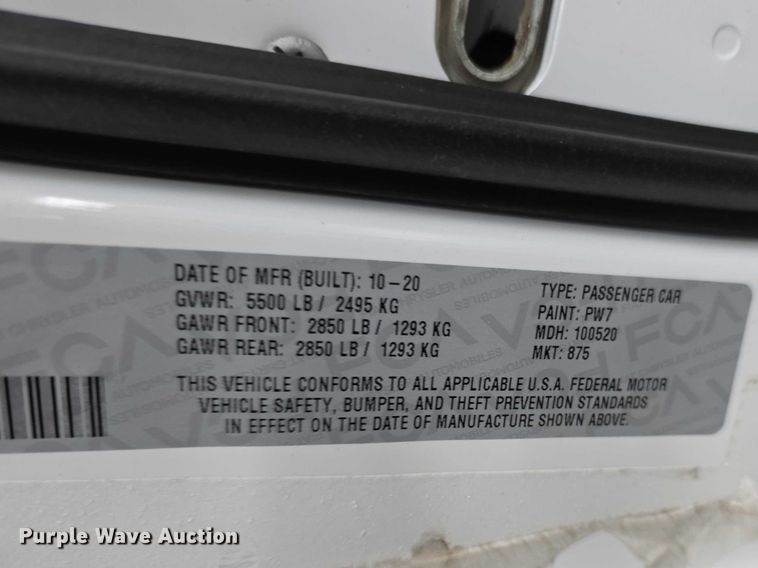 DATE OF MFR (BUILT): 10-20
GVWR: 5500 LB / 2495 KG
GAWR FRONT: 2850 LB / 1293 KG
GAWR REAR: 2850 LB / 1293 KG
TYPE: PASSENGER CAR
PAINT: PW7
MDH: 100520
MKT: 875
THIS VEHICLE CONFORMS TO ALL APPLICABLE U.S.A. FEDERAL MOTOR
VEHICLE SAFETY, BUMPER, AND THEFT PREVENTION STANDARDS
IN EFFECT ON THE DATE OF MANUFACTURE SHOWN ABOVE.
Purple Wave Auction